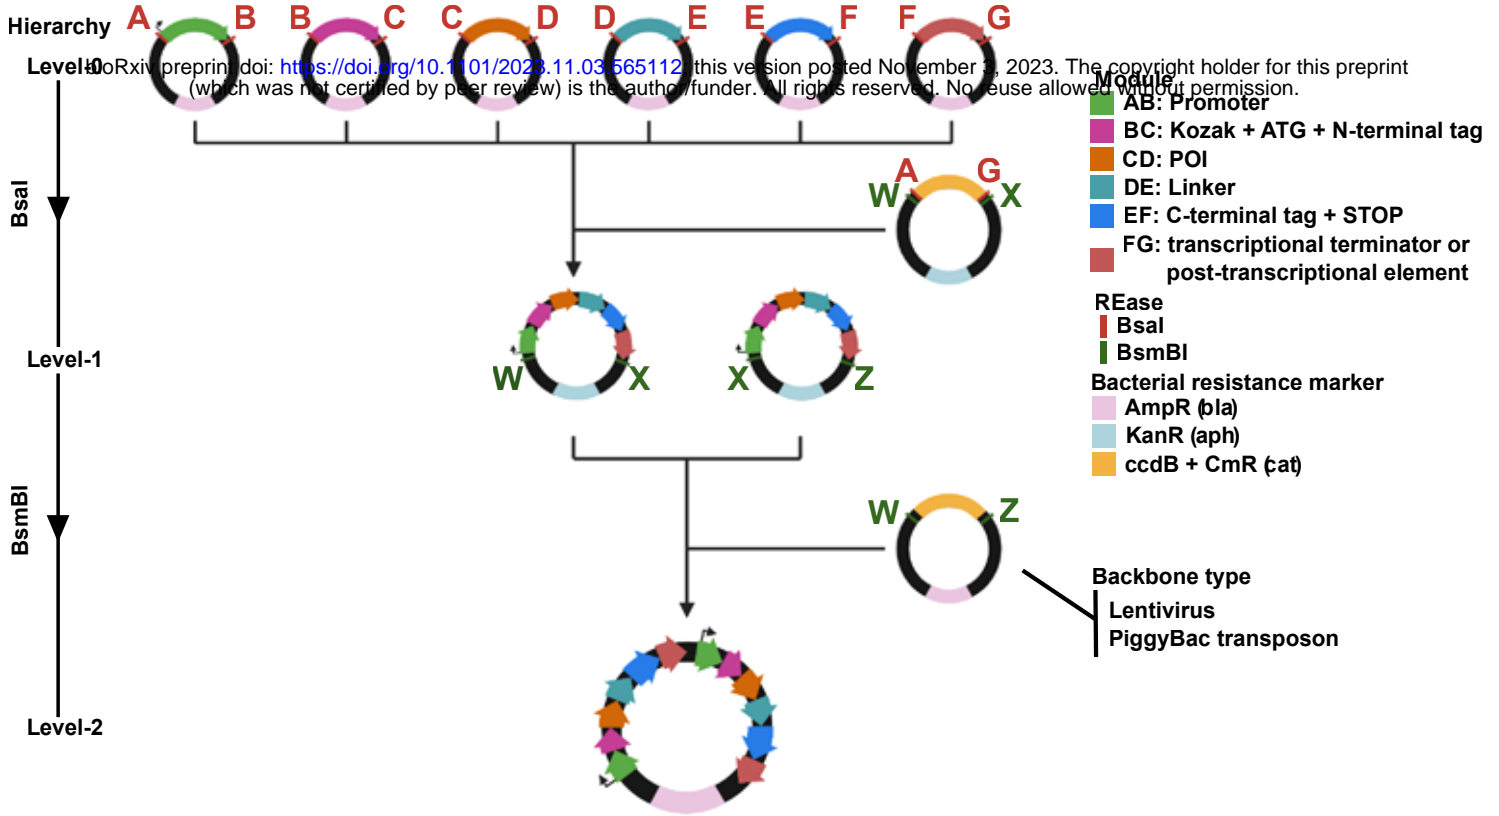 Hierarchy
A B B C C D D E E F F G
Level-0
bioRxiv preprint doi: https://doi.org/10.1101/2023.11.03.565112; this version posted November 3, 2023. The copyright holder for this preprint
(which was not certified by peer review) is the author/funder. All rights reserved. No reuse allowed without permission.
Module
AB: Promoter
BC: Kozak + ATG + N-terminal tag
CD: POI
DE: Linker
EF: C-terminal tag + STOP
FG: transcriptional terminator or
post-transcriptional element
BsaI
A G
W X
REase
BsaI
BsmBI
Level-1
W X X Z
Bacterial resistance marker
AmpR (bla)
KanR (aph)
ccdB + CmR (cat)
BsmBI
W Z
Backbone type
Lentivirus
PiggyBac transposon
Level-2